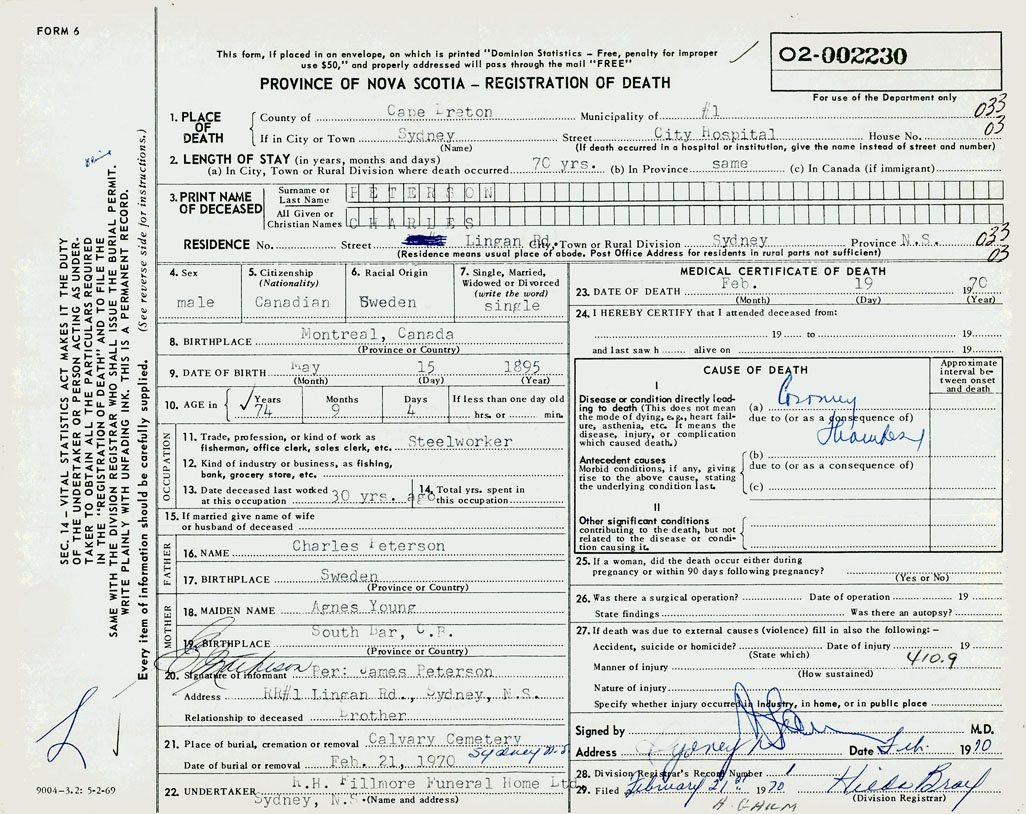 FORM 6
This form, if placed in an envelope, on which is printed "Dominion Statistics – Free, penalty for improper
use $50," and properly addressed will pass through the mail "FREE"
O2-002230
PROVINCE OF NOVA SCOTIA – REGISTRATION OF DEATH
For use of the Department only
1. PLACE OF DEATH
County of Cape Breton Municipality of #1 033
If in City or Town Sydney Street City Hospital House No. 03
(Name) (If death occurred in a hospital or institution, give the name instead of street and number)
2. LENGTH OF STAY (in years, months and days)
(a) In City, Town or Rural Division where death occurred 70 yrs. (b) In Province same (c) In Canada (if immigrant)
3. PRINT NAME OF DECEASED
Surname or Last Name PETERSON
All Given or Christian Names CHARLES
RESIDENCE No. Street Lingan Rd. City, Town or Rural Division Sydney Province N.S. 033
(Residence means usual place of abode. Post Office Address for residents in rural parts not sufficient) 03
4. Sex
male
5. Citizenship
(Nationality)
Canadian
6. Racial Origin
Sweden
7. Single, Married,
Widowed or Divorced
(write the word)
single
8. BIRTHPLACE Montreal, Canada
(Province or Country)
9. DATE OF BIRTH May 15 1895
(Month) (Day) (Year)
10. AGE in Years Months Days If less than one day old
74 9 4 hrs. or min.
OCCUPATION
11. Trade, profession, or kind of work as
fisherman, office clerk, sales clerk, etc. Steelworker
12. Kind of industry or business, as fishing,
bank, grocery store, etc.
13. Date deceased last worked
at this occupation 30 yrs. ago
14. Total yrs. spent in
this occupation
15. If married give name of wife
or husband of deceased
FATHER
16. NAME Charles Peterson
17. BIRTHPLACE Sweden
(Province or Country)
MOTHER
18. MAIDEN NAME Agnes Young
19. BIRTHPLACE South Bar, C.B.
(Province or Country)
20. Signature of informant Per: James Peterson
Address RR#1 Lingan Rd., Sydney, N.S.
Relationship to deceased Brother
21. Place of burial, cremation or removal Calvary Cemetery
Sydney N.S.
Date of burial or removal Feb. 21, 1970
22. UNDERTAKER R.H. Fillmore Funeral Home Ltd
Sydney, N.S. (Name and address)
MEDICAL CERTIFICATE OF DEATH
23. DATE OF DEATH Feb. 19 1970
(Month) (Day) (Year)
24. I HEREBY CERTIFY that I attended deceased from:
19 to 19
and last saw h alive on 19
CAUSE OF DEATH
Approximate
interval be-
tween onset
and death
I
Disease or condition directly lead-
ing to death (This does not mean
the mode of dying, e.g., heart fail-
ure, asthenia, etc. It means the
disease, injury, or complication
which caused death.)
(a) Coronary
due to (or as a consequence of)
Antecedent causes
Morbid conditions, if any, giving
rise to the above cause, stating
the underlying condition last.
(b)
due to (or as a consequence of)
(c)
II
Other significant conditions
contributing to the death, but not
related to the disease or condi-
tion causing it.
25. If a woman, did the death occur either during
pregnancy or within 90 days following pregnancy?
(Yes or No)
26. Was there a surgical operation? Date of operation 19
State findings Was there an autopsy?
27. If death was due to external causes (violence) fill in also the following:–
Accident, suicide or homicide? Date of injury 19
(State which) 410.9
Manner of injury
(How sustained)
Nature of injury
Specify whether injury occurred in industry, in home, or in public place
Signed by M.D.
Address Sydney N.S. Date Feb. 1970
28. Division Registrar's Record Number
29. Filed February 21st 1970 Hilda Bray
(Division Registrar)
SEC. 14 – VITAL STATISTICS ACT MAKES IT THE DUTY
OF THE UNDERTAKER OR PERSON ACTING AS UNDER-
TAKER TO OBTAIN ALL THE PARTICULARS REQUIRED
IN THE "REGISTRATION OF DEATH" AND TO FILE THE
SAME WITH THE DIVISION REGISTRAR WHO SHALL ISSUE THE BURIAL PERMIT.
WRITE PLAINLY WITH UNFADING INK. THIS IS A PERMANENT RECORD.
Every item of information should be carefully supplied. (See reverse side for instructions.)
9004–3.2: 5-2-69